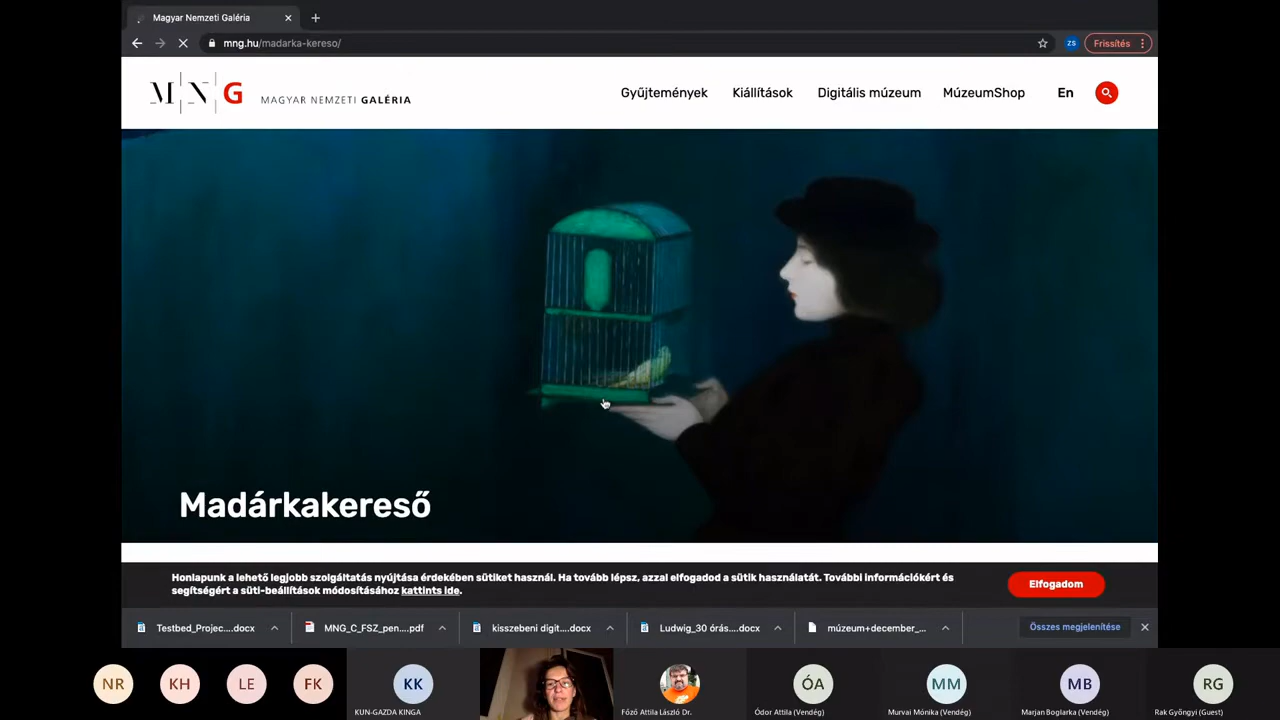 Magyar Nemzeti Galéria
mng.hu/madarka-kereso/
ZS
Frissítés
MNG
MAGYAR NEMZETI GALÉRIA
Gyűjtemények
Kiállítások
Digitális múzeum
MúzeumShop
En
Madárkakereső
Honlapunk a lehető legjobb szolgáltatás nyújtása érdekében sütiket használ. Ha tovább lépsz, azzal elfogadod a sütik használatát. További információkért és
segítségért a süti-beállítások módosításához kattints ide.
Elfogadom
Testbed_Projec....docx
MNG_C_FSZ_pen....pdf
kisszebeni digit....docx
Ludwig_30 órás....docx
múzeum+december_...
Összes megjelenítése
NR
KH
LE
FK
KK
ÓA
MM
MB
RG
KUN-GAZDA KINGA
Főző Attila László Dr.
Ódor Attila (Vendég)
Murvai Mónika (Vendég)
Marjan Boglarka (Vendég)
Rak Gyöngyi (Guest)